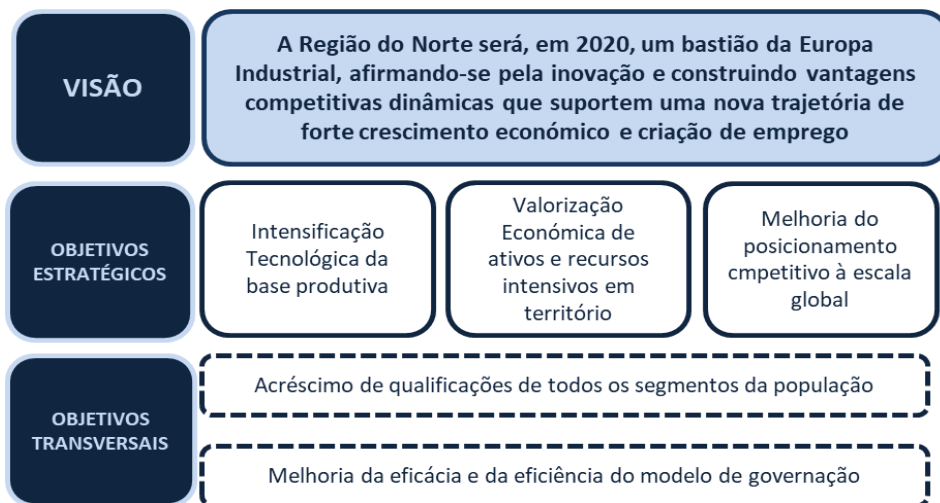 VISÃO
A Região do Norte será, em 2020, um bastião da Europa
Industrial, afirmando-se pela inovação e construindo vantagens
competitivas dinâmicas que suportem uma nova trajetória de
forte crescimento económico e criação de emprego
OBJETIVOS
ESTRATÉGICOS
Intensificação
Tecnológica da
base produtiva
Valorização
Económica de
ativos e recursos
intensivos em
território
Melhoria do
posicionamento
cmpetitivo à escala
global
OBJETIVOS
TRANSVERSAIS
Acréscimo de qualificações de todos os segmentos da população
Melhoria da eficácia e da eficiência do modelo de governação